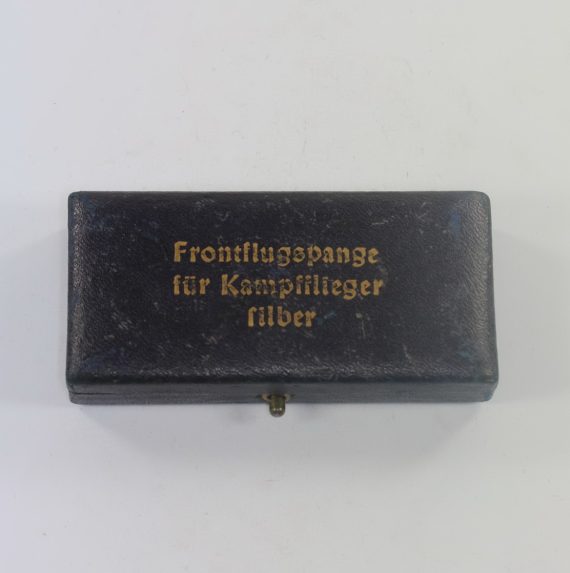 Frontflugspange
für Kampfflieger
ſilber